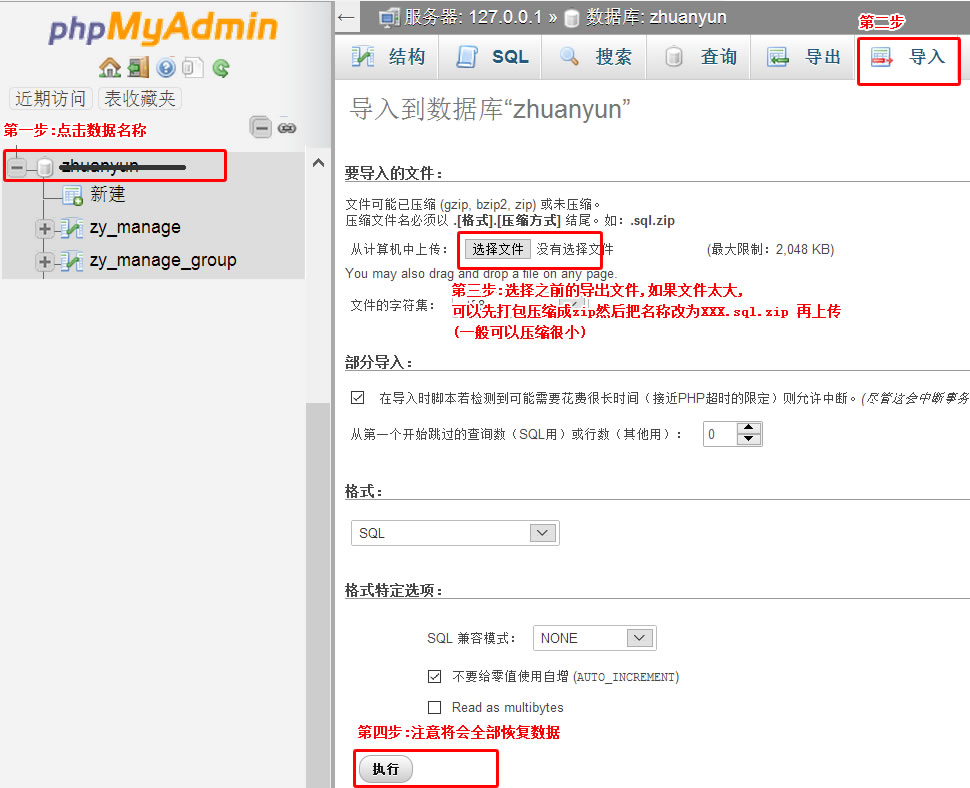 phpMyAdmin
近期访问 表收藏夹
第一步:点击数据名称
zhuanyun
新建
zy_manage
zy_manage_group
服务器: 127.0.0.1 » 数据库: zhuanyun
第二步
结构 SQL 搜索 查询 导出 导入
导入到数据库“zhuanyun”
要导入的文件:
文件可能已压缩 (gzip, bzip2, zip) 或未压缩。
压缩文件名必须以 .[格式].[压缩方式] 结尾。如：.sql.zip
从计算机中上传： 选择文件 没有选择文件 (最大限制：2,048 KB)
You may also drag and drop a file on any page.
第三步:选择之前的导出文件,如果文件太大,
文件的字符集：
可以先打包压缩成zip然后把名称改为XXX.sql.zip 再上传
(一般可以压缩很小)
部分导入:
在导入时脚本若检测到可能需要花费很长时间（接近PHP超时的限定）则允许中断。(尽管这会中断事务
从第一个开始跳过的查询数（SQL用）或行数（其他用）： 0
格式:
SQL
格式特定选项:
SQL 兼容模式： NONE
不要给零值使用自增 (AUTO_INCREMENT)
Read as multibytes
第四步:注意将会全部恢复数据
执行